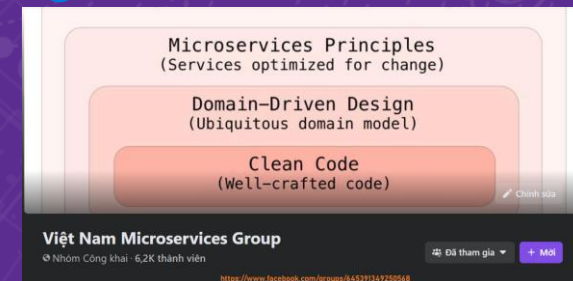 Microservices Principles
(Services optimized for change)
Domain-Driven Design
(Ubiquitous domain model)
Clean Code
(Well-crafted code)
Chỉnh sửa
Việt Nam Microservices Group
Nhóm Công khai · 6,2K thành viên
Đã tham gia
+ Mời
https://www.facebook.com/groups/645391349250568